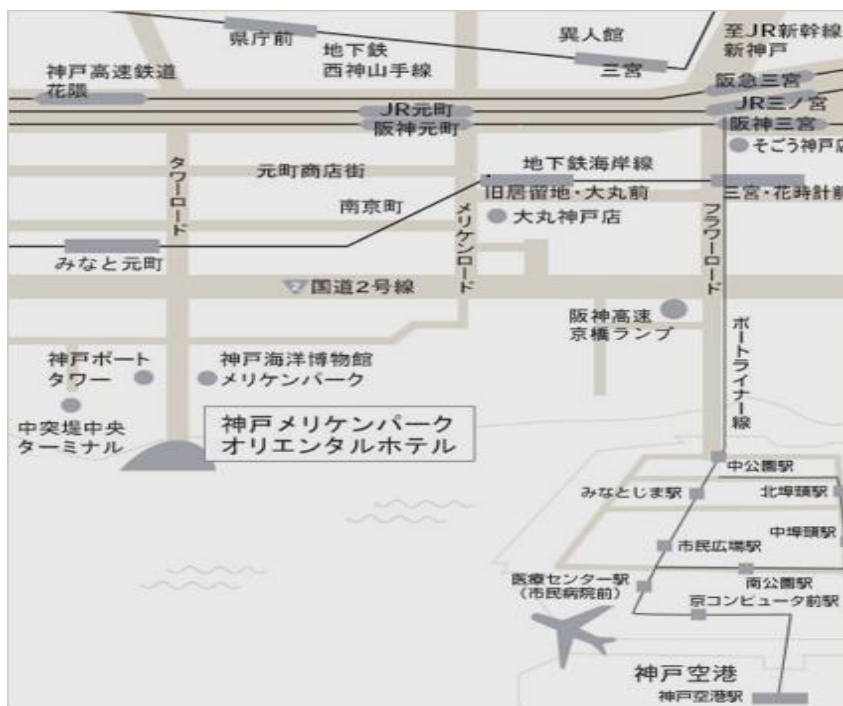 県庁前
地下鉄
西神山手線
異人館
三宮
至JR新幹線
新神戸
神戸高速鉄道
花隈
阪急三宮
JR元町
JR三ノ宮
阪神元町
阪神三宮
そごう神戸店
タワーロード
元町商店街
地下鉄海岸線
旧居留地・大丸前
三宮・花時計前
南京町
メリケンロード
大丸神戸店
フラワーロード
みなと元町
2
国道2号線
阪神高速
京橋ランプ
ポートライナー線
神戸ポート
タワー
神戸海洋博物館
メリケンパーク
中突堤中央
ターミナル
神戸メリケンパーク
オリエンタルホテル
中公園駅
みなとじま駅
北埠頭駅
中埠頭駅
市民広場駅
医療センター駅
(市民病院前)
南公園駅
京コンピュータ前駅
神戸空港
神戸空港駅